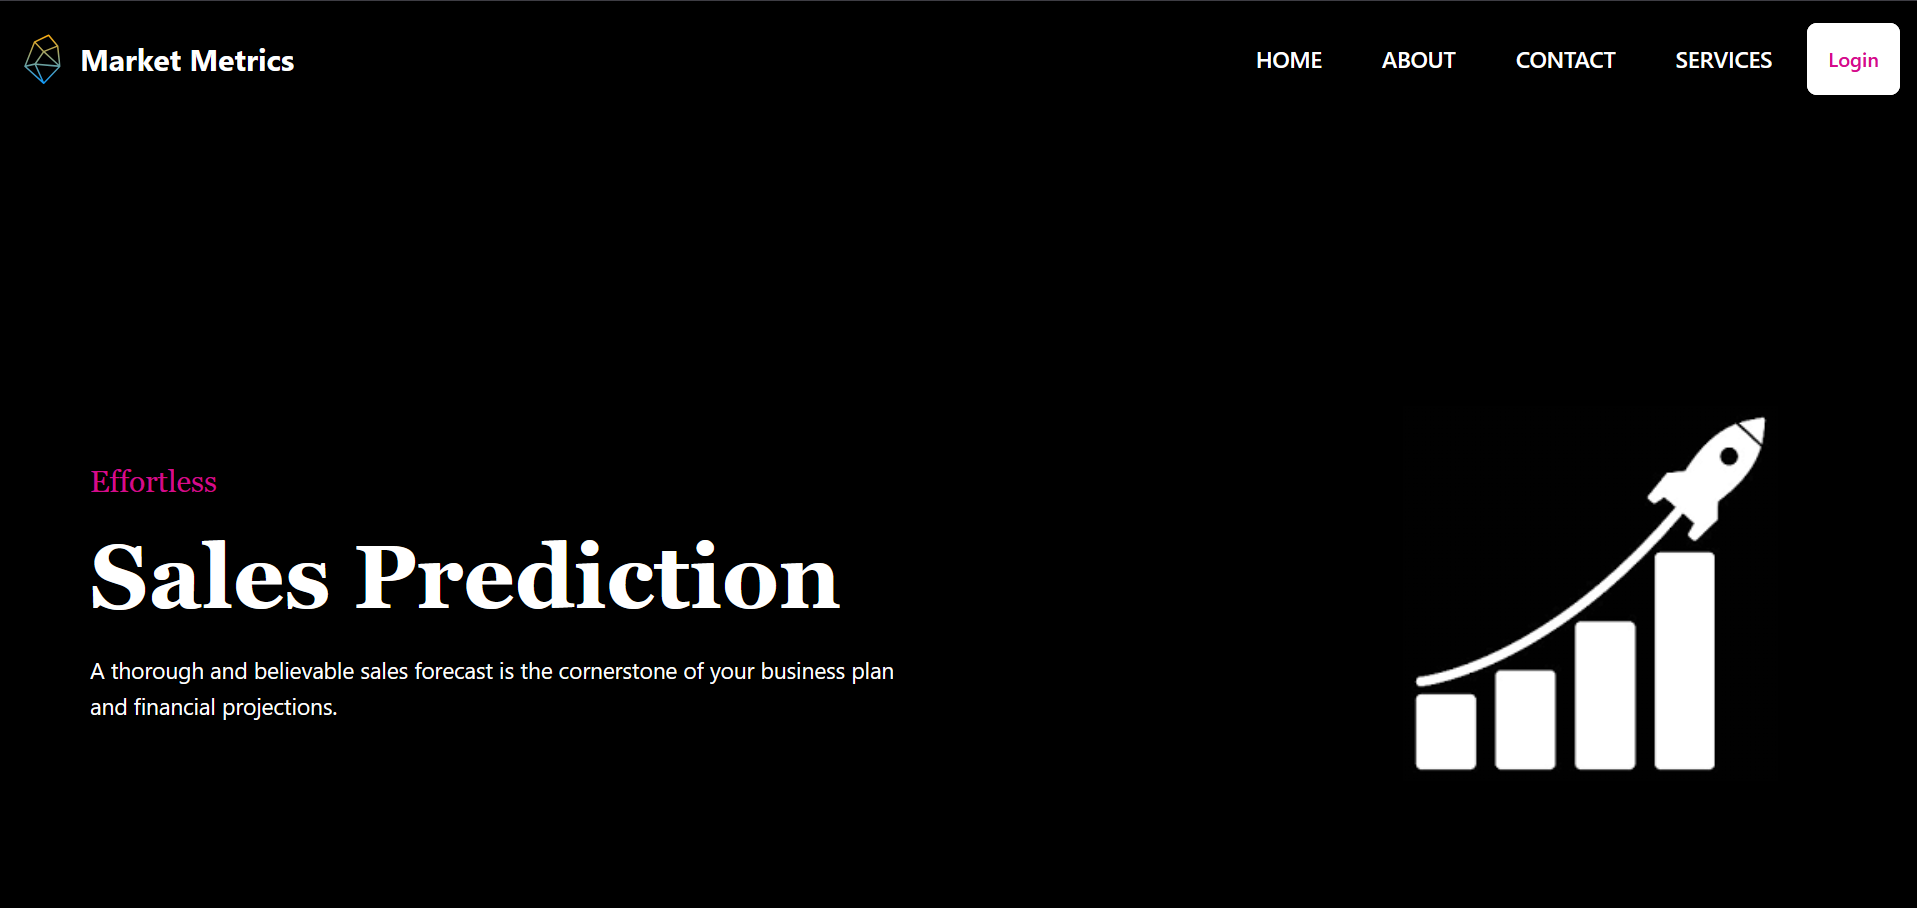 Market Metrics
HOME
ABOUT
CONTACT
SERVICES
Login
Effortless
Sales Prediction
A thorough and believable sales forecast is the cornerstone of your business plan
and financial projections.